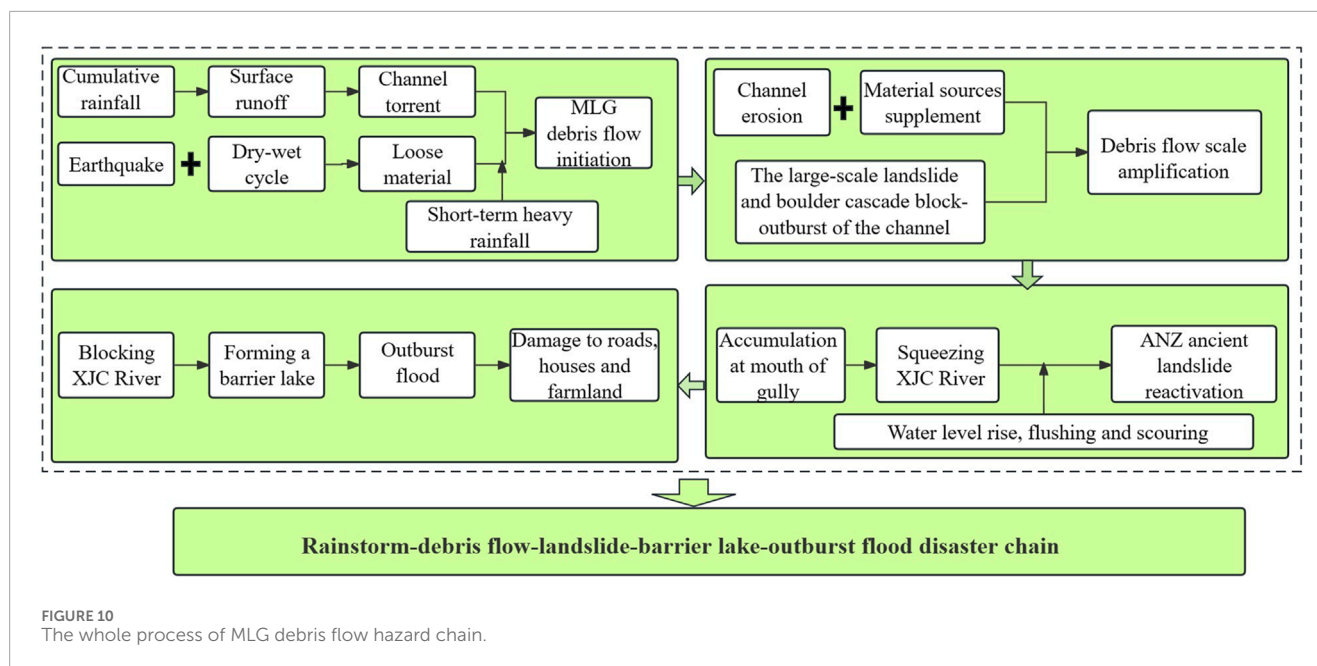 Cumulative
rainfall
Surface
runoff
Channel
torrent
MLG
debris flow
initiation
Earthquake
+
Dry-wet
cycle
Loose
material
Short-term heavy
rainfall
Channel
erosion
+
Material sources
supplement
The large-scale landslide
and boulder cascade block-
outburst of the channel
Debris flow scale
amplification
Accumulation
at mouth of
gully
Squeezing
XJC River
ANZ ancient
landslide
reactivation
Water level rise, flushing and scouring
Blocking
XJC River
Forming a
barrier lake
Outburst
flood
Damage to roads,
houses and
farmland
Rainstorm-debris flow-landslide-barrier lake-outburst flood disaster chain
FIGURE 10
The whole process of MLG debris flow hazard chain.